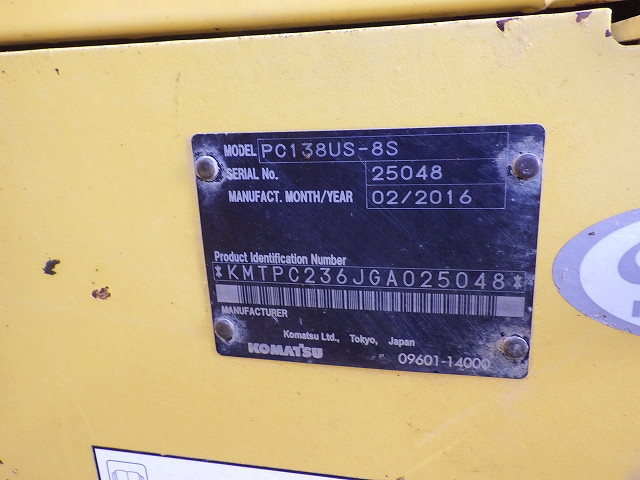 MODEL PC138US-8S
SERIAL No. 25048
MANUFACT. MONTH/YEAR 02/2016
Product Identification Number
*KMTPC236JGA025048*
MANUFACTURER
Komatsu Ltd., Tokyo, Japan
KOMATSU 09601-14000